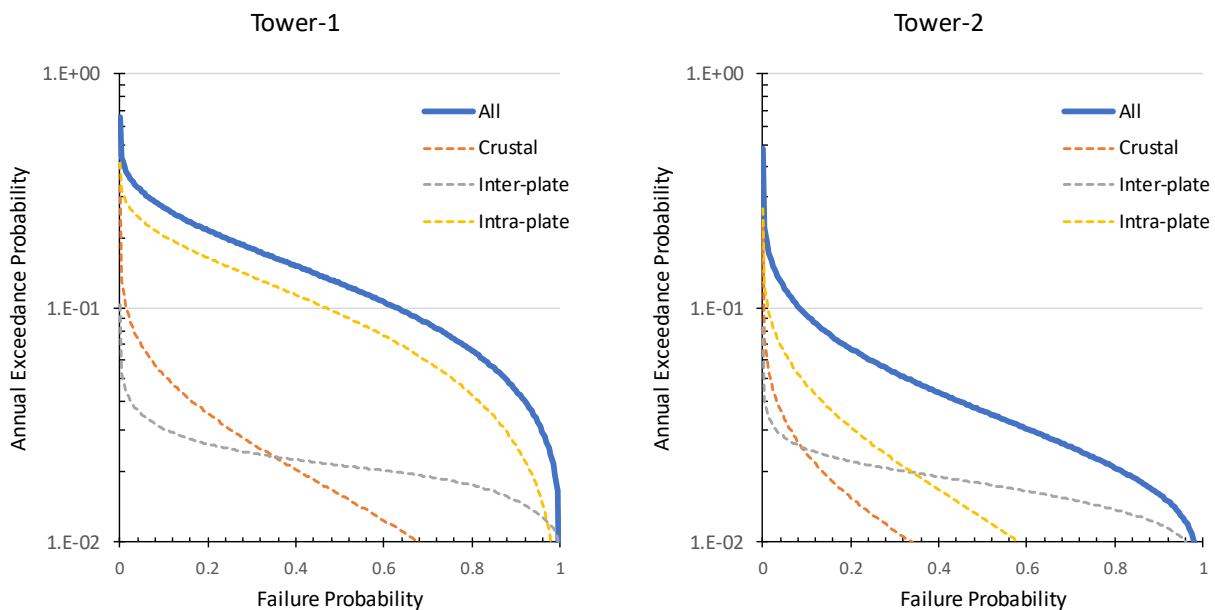 Tower-1
Annual Exceedance Probability
1.E+00
1.E-01
1.E-02
All
Crustal
Inter-plate
Intra-plate
0 0.2 0.4 0.6 0.8 1
Failure Probability
Tower-2
Annual Exceedance Probability
1.E+00
1.E-01
1.E-02
All
Crustal
Inter-plate
Intra-plate
0 0.2 0.4 0.6 0.8 1
Failure Probability